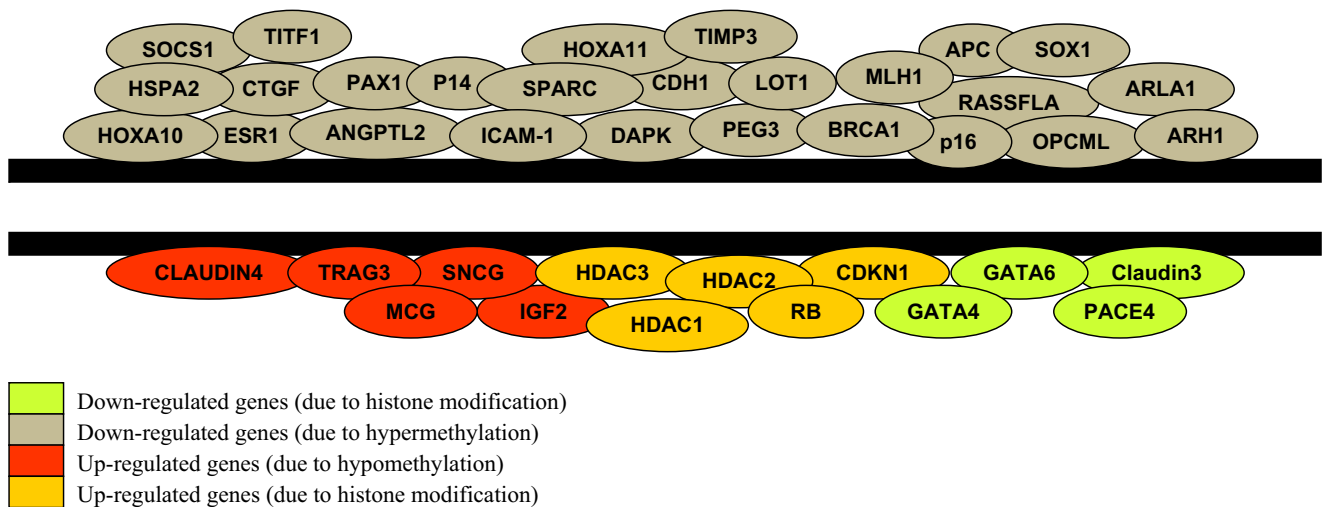 SOCS1
TITF1
HOXA11
TIMP3
APC
SOX1
HSPA2
CTGF
PAX1
P14
SPARC
CDH1
LOT1
MLH1
RASSFLA
ARLA1
HOXA10
ESR1
ANGPTL2
ICAM-1
DAPK
PEG3
BRCA1
p16
OPCML
ARH1
CLAUDIN4
TRAG3
SNCG
HDAC3
HDAC2
CDKN1
GATA6
Claudin3
MCG
IGF2
HDAC1
RB
GATA4
PACE4
Down-regulated genes (due to histone modification)
Down-regulated genes (due to hypermethylation)
Up-regulated genes (due to hypomethylation)
Up-regulated genes (due to histone modification)